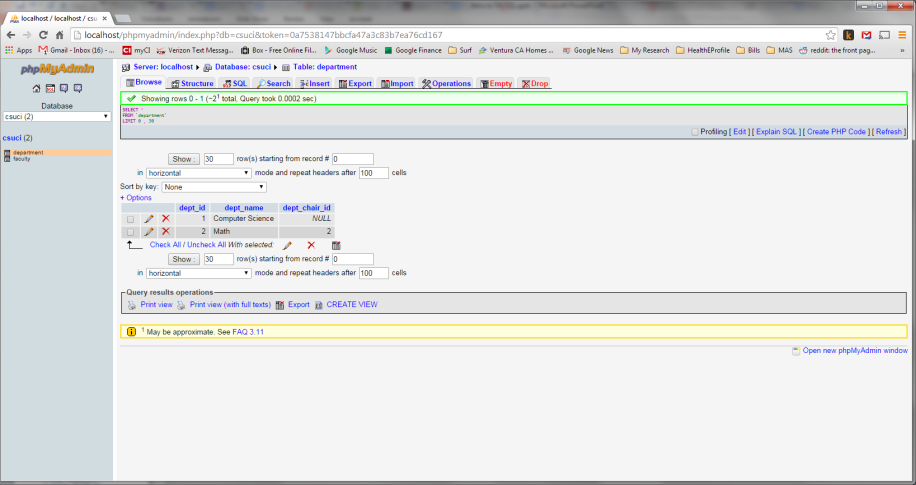 localhost / localhost / csuci
localhost/phpmyadmin/index.php?db=csuci&token=0a7538147bbcfa47a3c83b7ea76cd167
Apps Gmail - Inbox (16) - ... myCI Verizon Text Messag... Box - Free Online Fil... Google Music Google Finance Surf Ventura CA Homes ... Google News My Research HealthEProfile Bills MAS reddit: the front pag... »
phpMyAdmin
Database
csuci (2)
csuci (2)
department
faculty
Server: localhost Database: csuci Table: department
Browse Structure SQL Search Insert Export Import Operations Empty Drop
Showing rows 0 - 1 (~2¹ total, Query took 0.0002 sec)
SELECT *
FROM `department`
LIMIT 0 , 30
Profiling [ Edit ] [ Explain SQL ] [ Create PHP Code ] [ Refresh ]
Show : 30 row(s) starting from record # 0
in horizontal mode and repeat headers after 100 cells
Sort by key: None
+ Options
dept_id dept_name dept_chair_id
1 Computer Science NULL
2 Math 2
Check All / Uncheck All With selected:
Show : 30 row(s) starting from record # 0
in horizontal mode and repeat headers after 100 cells
Query results operations
Print view Print view (with full texts) Export CREATE VIEW
¹ May be approximate. See FAQ 3.11
Open new phpMyAdmin window